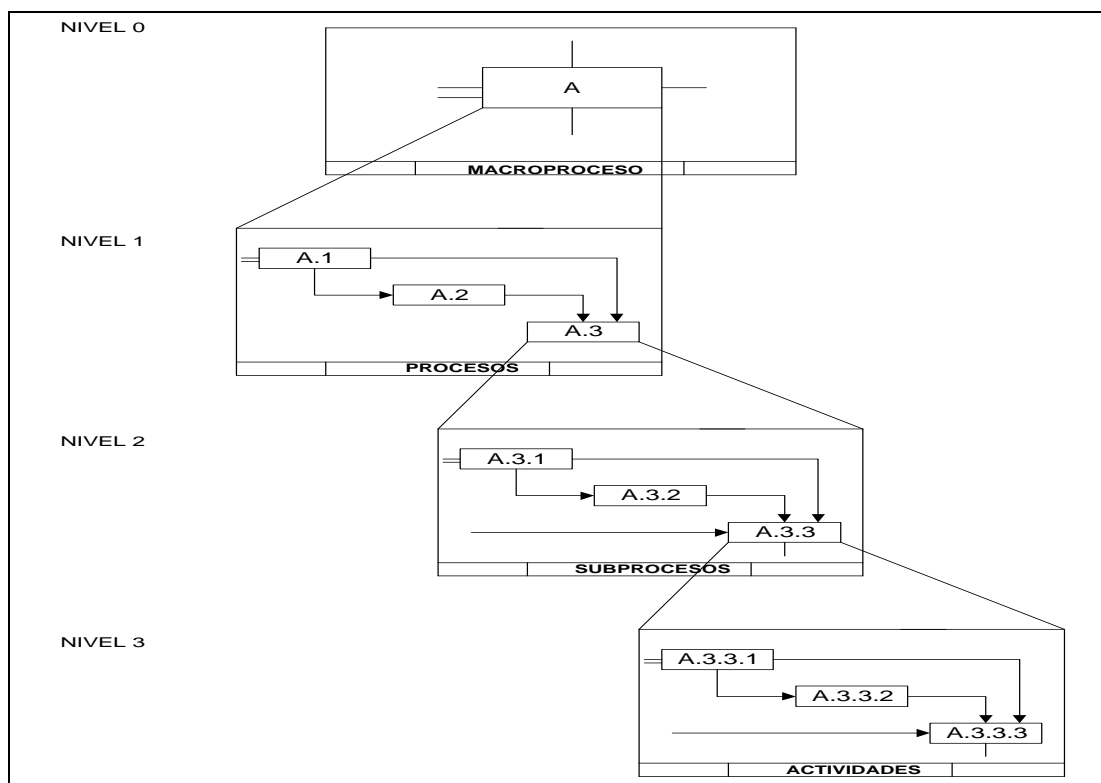 NIVEL 0
A
MACROPROCESO
NIVEL 1
A.1
A.2
A.3
PROCESOS
NIVEL 2
A.3.1
A.3.2
A.3.3
SUBPROCESOS
NIVEL 3
A.3.3.1
A.3.3.2
A.3.3.3
ACTIVIDADES